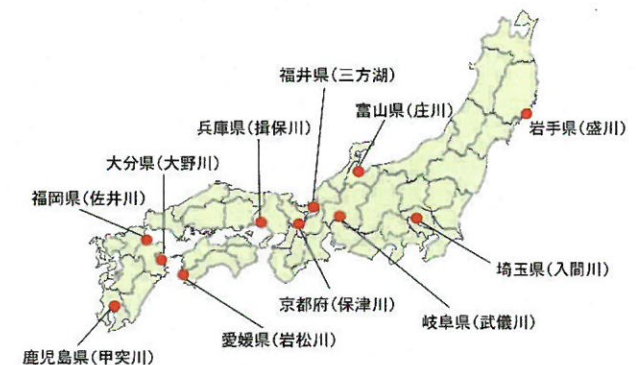 福井県(三方湖)
富山県(庄川)
兵庫県(揖保川)
岩手県(盛川)
大分県(大野川)
福岡県(佐井川)
埼玉県(入間川)
京都府(保津川)
岐阜県(武儀川)
愛媛県(岩松川)
鹿児島県(甲突川)